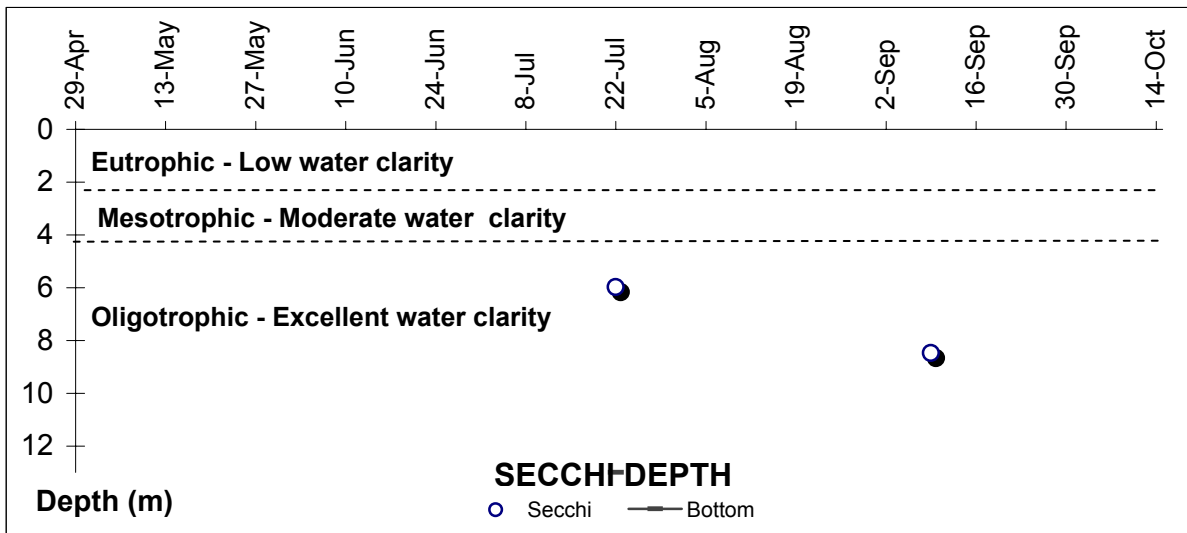 29-Apr 13-May 27-May 10-Jun 24-Jun 8-Jul 22-Jul 5-Aug 19-Aug 2-Sep 16-Sep 30-Sep 14-Oct
0
Eutrophic - Low water clarity
2
Mesotrophic - Moderate water clarity
4
6
Oligotrophic - Excellent water clarity
8
10
12
SECCHI DEPTH
Depth (m)
Secchi Bottom